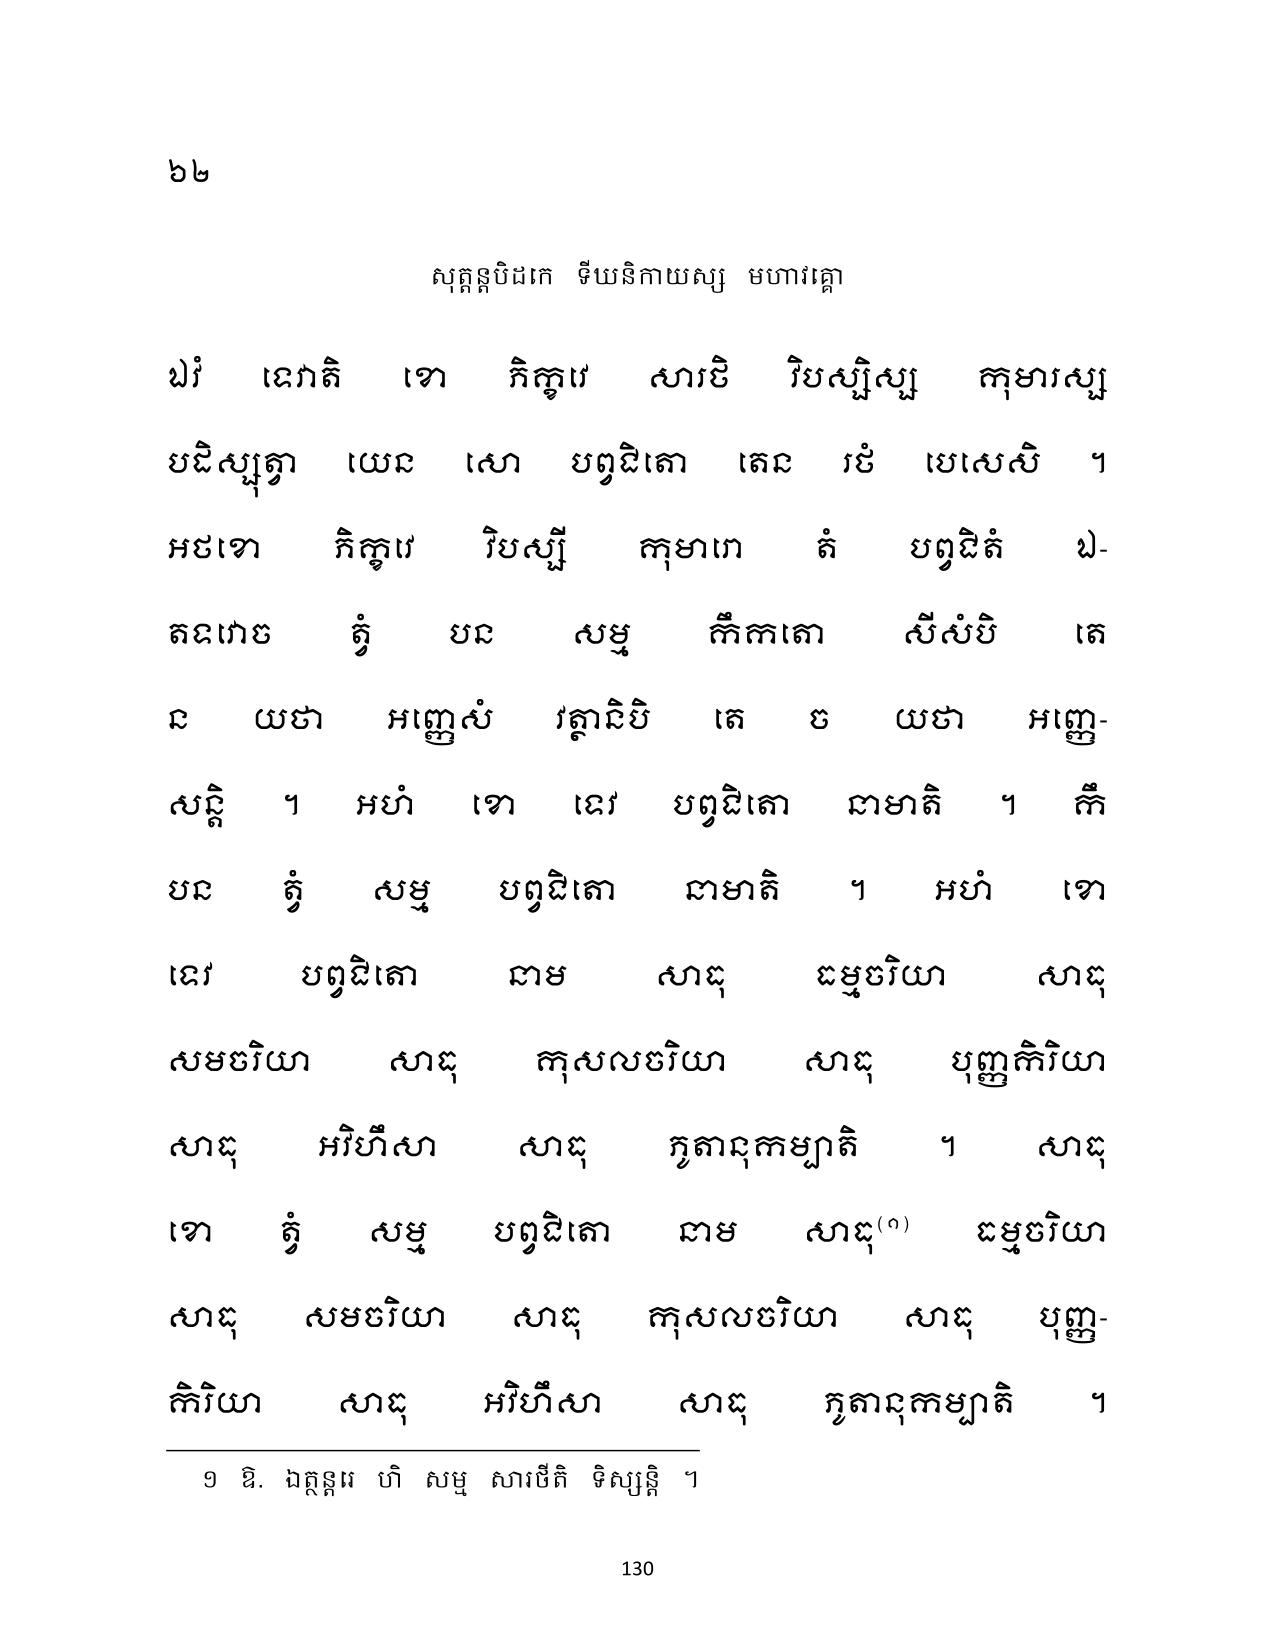 ៦២
សុត្តន្តបិដកេ ទីឃនិកាយស្ស មហាវគ្គោ
ឯវំ ទេវាតិ ខោ ភិក្ខវេ សារថិ វិបស្សិស្ស កុមារស្ស
បដិស្សុត្វា យេន សោ បព្វជិតោ តេន រថំ បេសេសិ ។
អថខោ ភិក្ខវេ វិបស្សី កុមារោ តំ បព្វជិតំ ឯ-
តទវោច ត្វំ បន សម្ម កឹកតោ សីសំបិ តេ
ន យថា អញ្ញេសំ វត្ថានិបិ តេ ច យថា អញ្ញេ-
សន្តិ ។ អហំ ខោ ទេវ បព្វជិតោ នាមាតិ ។ កឹ
បន ត្វំ សម្ម បព្វជិតោ នាមាតិ ។ អហំ ខោ
ទេវ បព្វជិតោ នាម សាធុ ធម្មចរិយា សាធុ
សមចរិយា សាធុ កុសលចរិយា សាធុ បុញ្ញកិរិយា
សាធុ អវិហឹសា សាធុ ភូតានុកម្បាតិ ។ សាធុ
ខោ ត្វំ សម្ម បព្វជិតោ នាម សាធុ(១) ធម្មចរិយា
សាធុ សមចរិយា សាធុ កុសលចរិយា សាធុ បុញ្ញ-
កិរិយា សាធុ អវិហឹសា សាធុ ភូតានុកម្បាតិ ។
១ ឱ. ឯត្ថន្តរេ ហិ សម្ម សារថីតិ ទិស្សន្តិ ។
130